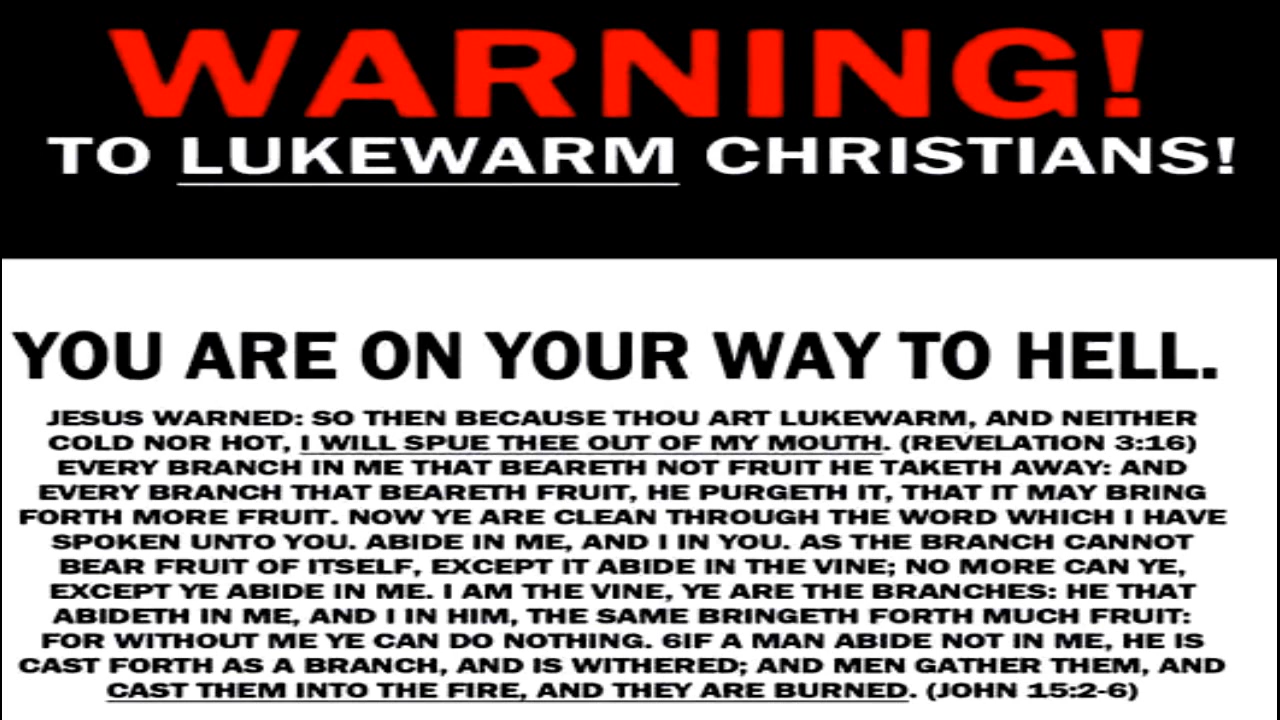 WARNING!
TO LUKEWARM CHRISTIANS!
YOU ARE ON YOUR WAY TO HELL.
JESUS WARNED: SO THEN BECAUSE THOU ART LUKEWARM, AND NEITHER
COLD NOR HOT, I WILL SPUE THEE OUT OF MY MOUTH. (REVELATION 3:16)
EVERY BRANCH IN ME THAT BEARETH NOT FRUIT HE TAKETH AWAY: AND
EVERY BRANCH THAT BEARETH FRUIT, HE PURGETH IT, THAT IT MAY BRING
FORTH MORE FRUIT. NOW YE ARE CLEAN THROUGH THE WORD WHICH I HAVE
SPOKEN UNTO YOU. ABIDE IN ME, AND I IN YOU. AS THE BRANCH CANNOT
BEAR FRUIT OF ITSELF, EXCEPT IT ABIDE IN THE VINE; NO MORE CAN YE,
EXCEPT YE ABIDE IN ME. I AM THE VINE, YE ARE THE BRANCHES: HE THAT
ABIDETH IN ME, AND I IN HIM, THE SAME BRINGETH FORTH MUCH FRUIT:
FOR WITHOUT ME YE CAN DO NOTHING. 6IF A MAN ABIDE NOT IN ME, HE IS
CAST FORTH AS A BRANCH, AND IS WITHERED; AND MEN GATHER THEM, AND
CAST THEM INTO THE FIRE, AND THEY ARE BURNED. (JOHN 15:2-6)